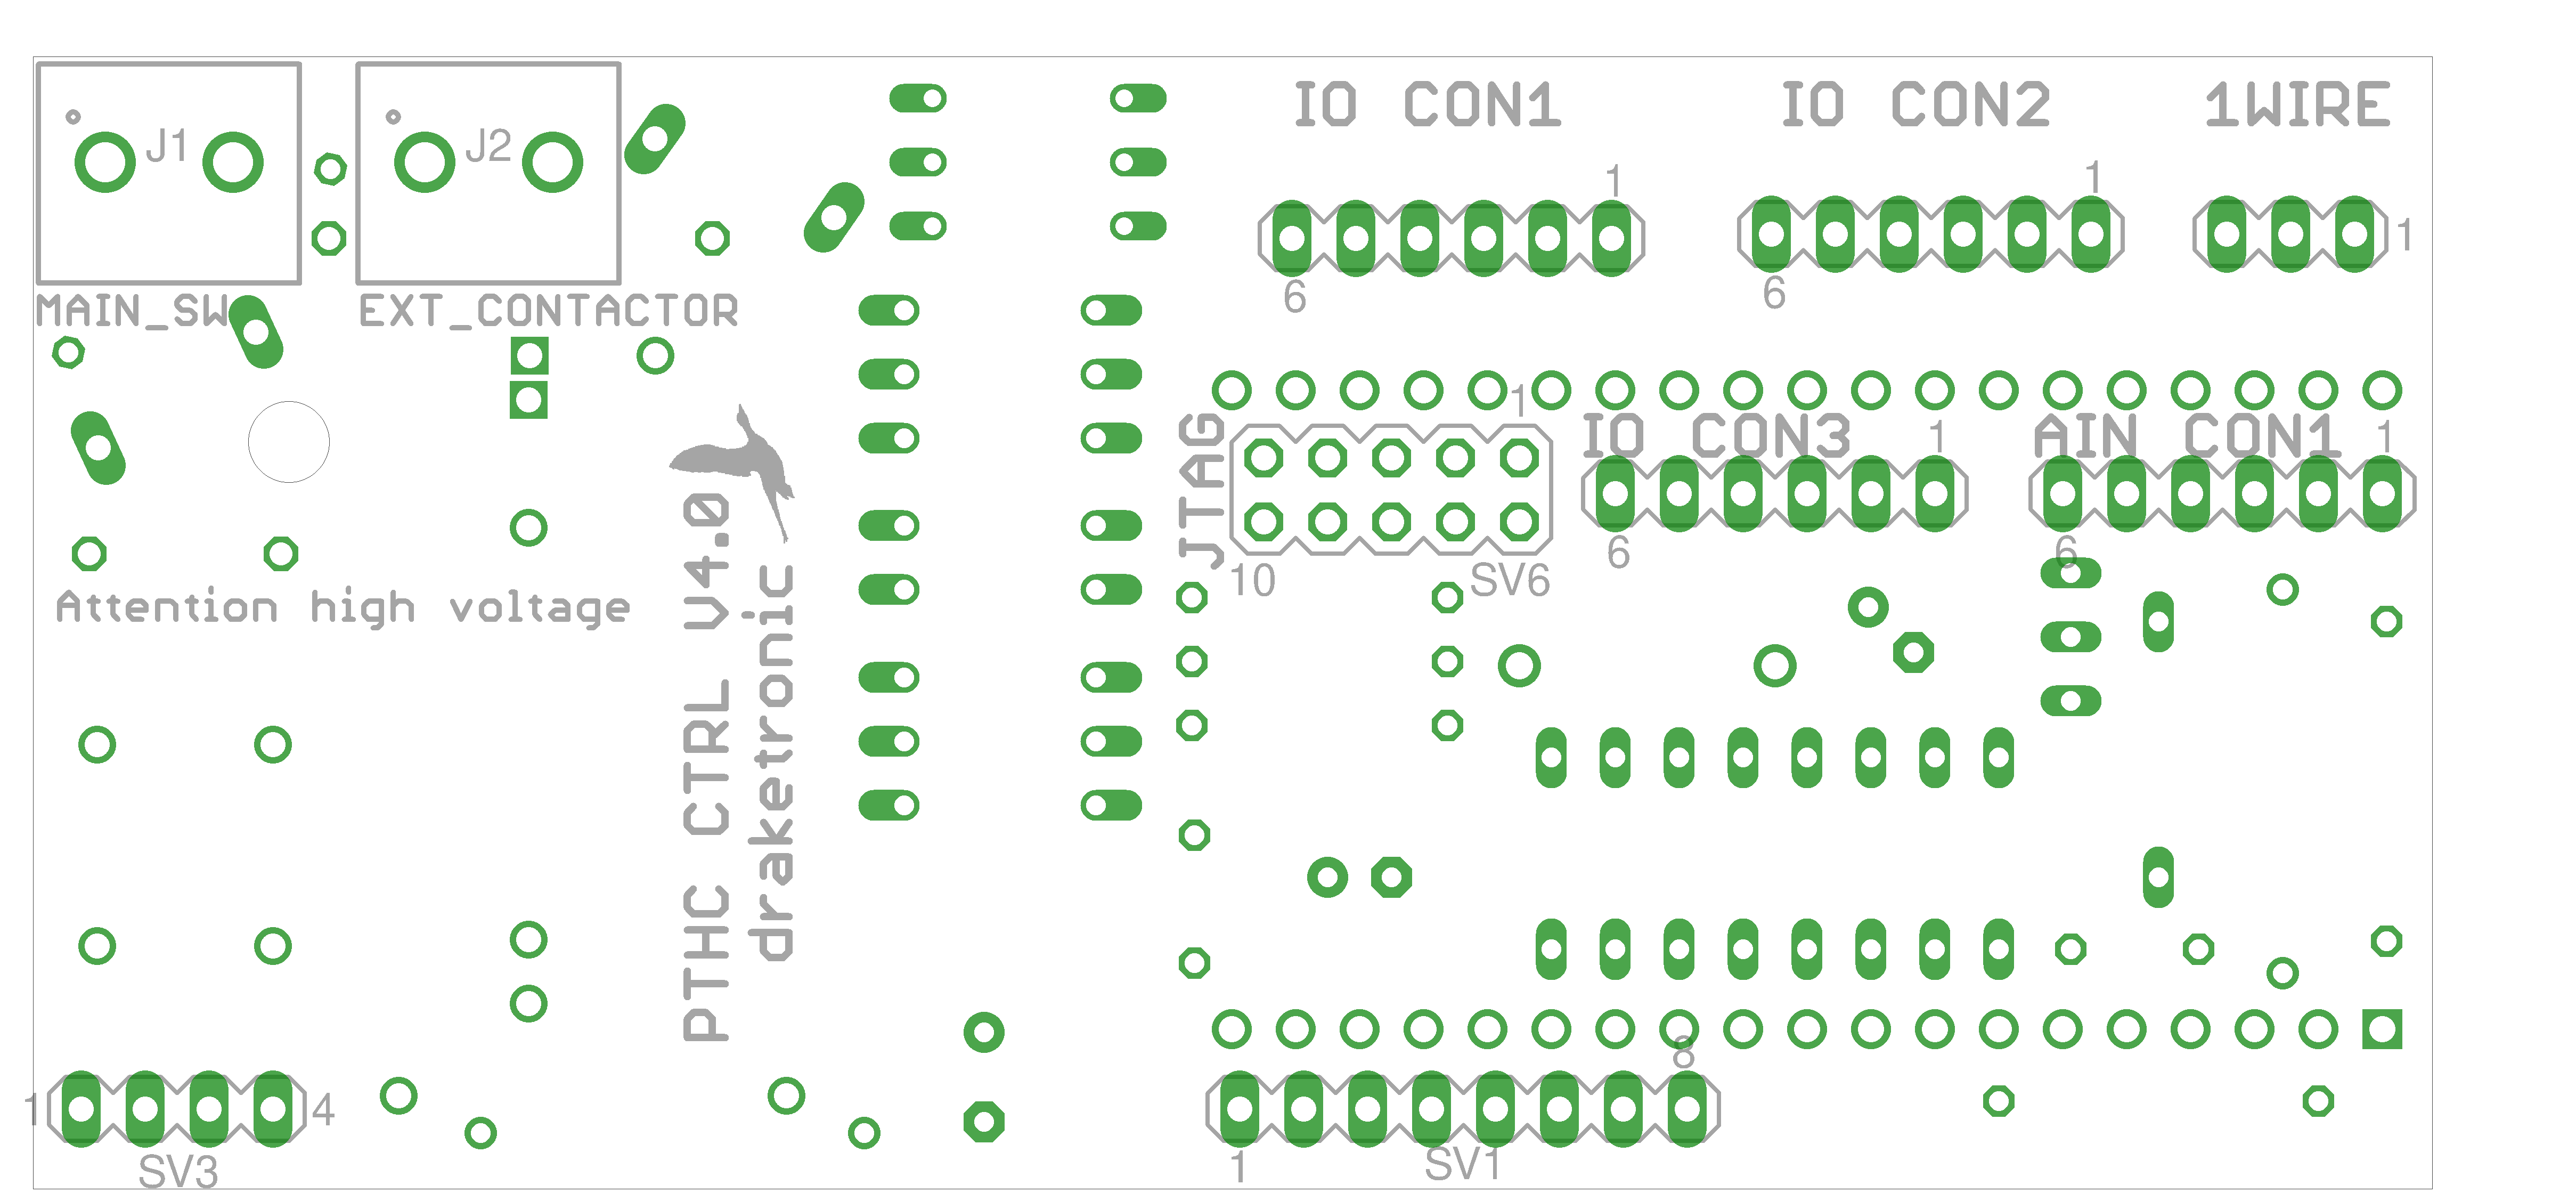 IO CON1
IO CON2
1WIRE
J1
J2
1
1
1
6
6
MAIN_SW
EXT_CONTACTOR
1
JTAG
IO CON3
1
AIN CON1
1
6
6
10
SV6
Attention high voltage
PTHC CTRL V4.0
draketronic
8
1
4
SV3
1
SV1